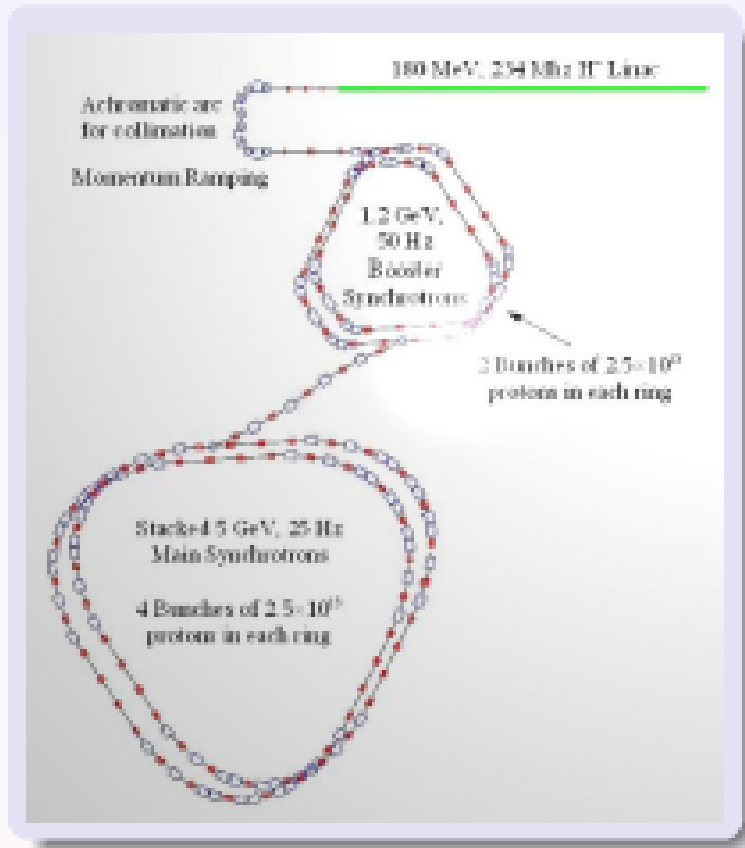 180 MeV, 234 Mhz H⁻ Linac
Achromatic arc
for collimation
Momentum Ramping
1.2 GeV,
50 Hz
Booster
Synchrotrons
2 Bunches of 2.5×10¹³
protons in each ring
Stacked 5 GeV, 25 Hz
Main Synchrotrons
4 Bunches of 2.5×10¹³
protons in each ring